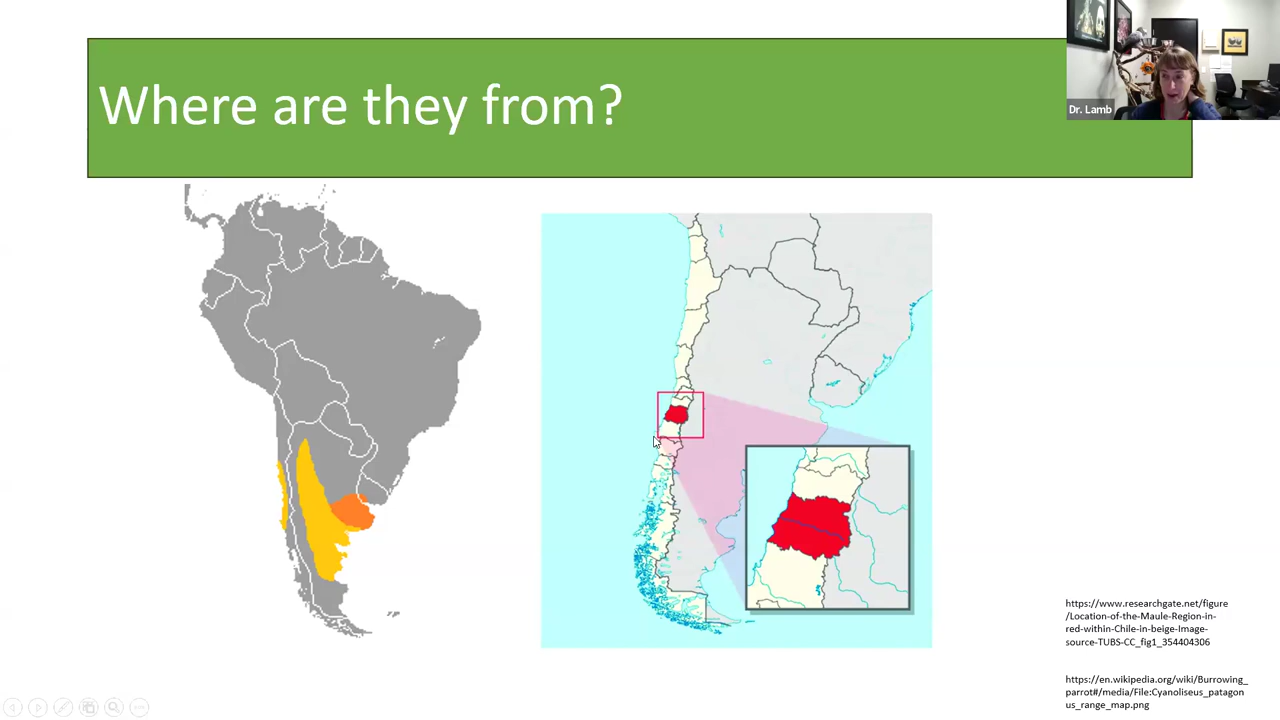 Where are they from?
Dr. Lamb
https://www.researchgate.net/figure
/Location-of-the-Maule-Region-in-
red-within-Chile-in-beige-Image-
source-TUBS-CC_fig1_354404306
https://en.wikipedia.org/wiki/Burrowing_
parrot#/media/File:Cyanoliseus_patagon
us_range_map.png